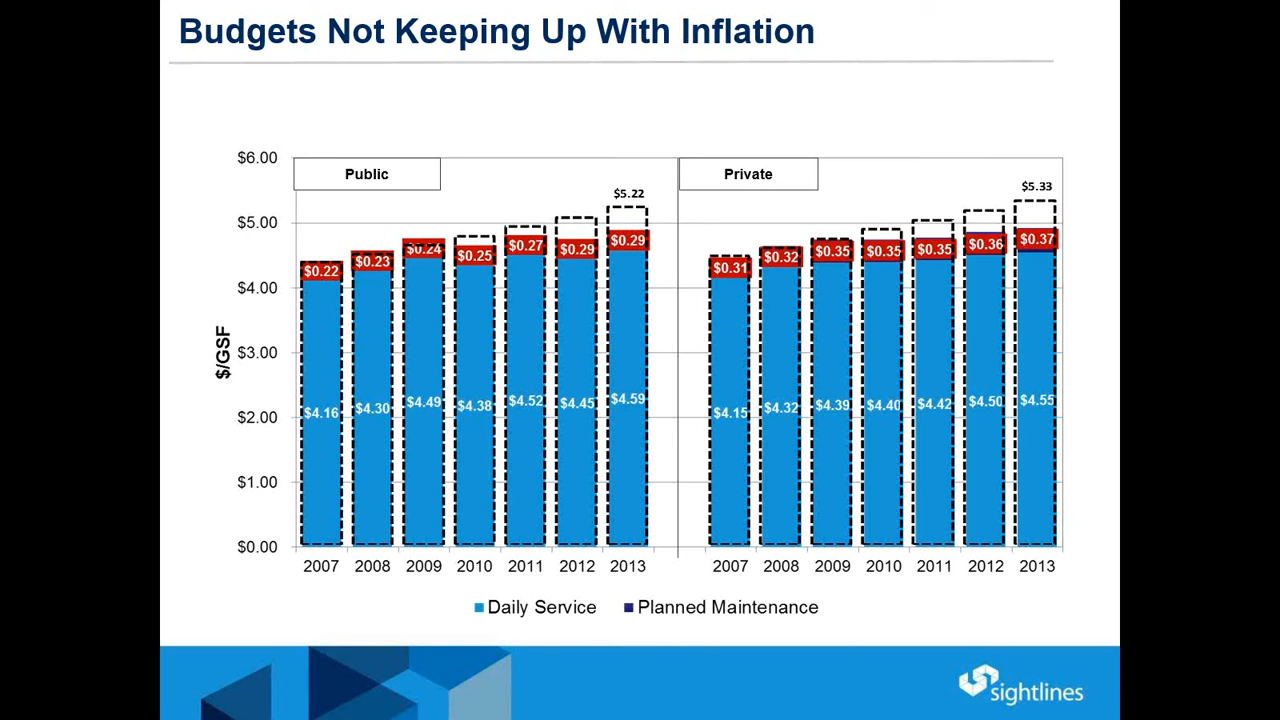 Budgets Not Keeping Up With Inflation
$/GSF
$6.00
$5.00
$4.00
$3.00
$2.00
$1.00
$0.00
Public
Private
$5.22
$5.33
$0.22 $0.23 $0.24 $0.25 $0.27 $0.29 $0.29
$0.31 $0.32 $0.35 $0.35 $0.35 $0.36 $0.37
$4.16 $4.30 $4.49 $4.38 $4.52 $4.45 $4.59
$4.15 $4.32 $4.39 $4.40 $4.42 $4.50 $4.55
2007 2008 2009 2010 2011 2012 2013
2007 2008 2009 2010 2011 2012 2013
Daily Service Planned Maintenance
sightlines